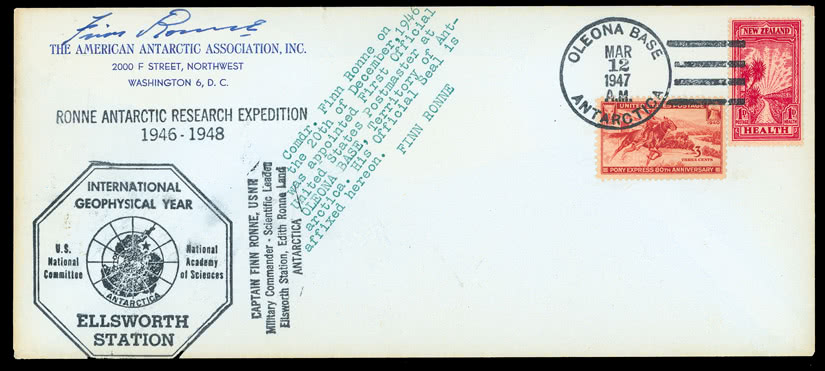 Finn Ronne
THE AMERICAN ANTARCTIC ASSOCIATION, INC.
2000 F STREET, NORTHWEST
WASHINGTON 6, D. C.
RONNE ANTARCTIC RESEARCH EXPEDITION
1946 - 1948
INTERNATIONAL
GEOPHYSICAL YEAR
U.S.
National
Committee
National
Academy
of Sciences
ANTARCTICA
ELLSWORTH
STATION
CAPTAIN FINN RONNE, USNR
Military Commander - Scientific Leader
Ellsworth Station, Edith Ronne Land
ANTARCTICA
Comdr. Finn Ronne on
the 20th of December, 1946
was appointed First Official
United States Postmaster at
OLEONA BASE, Territory of Ant-
arctica. His Official Seal is
affixed hereon. FINN RONNE
OLEONA BASE
MAR
12
1947
A.M.
ANTARCTICA
UNITED STATES POSTAGE
3
THREE CENTS
PONY EXPRESS 80TH ANNIVERSARY
NEW ZEALAND
1D
POSTAGE
1D
HEALTH
HEALTH